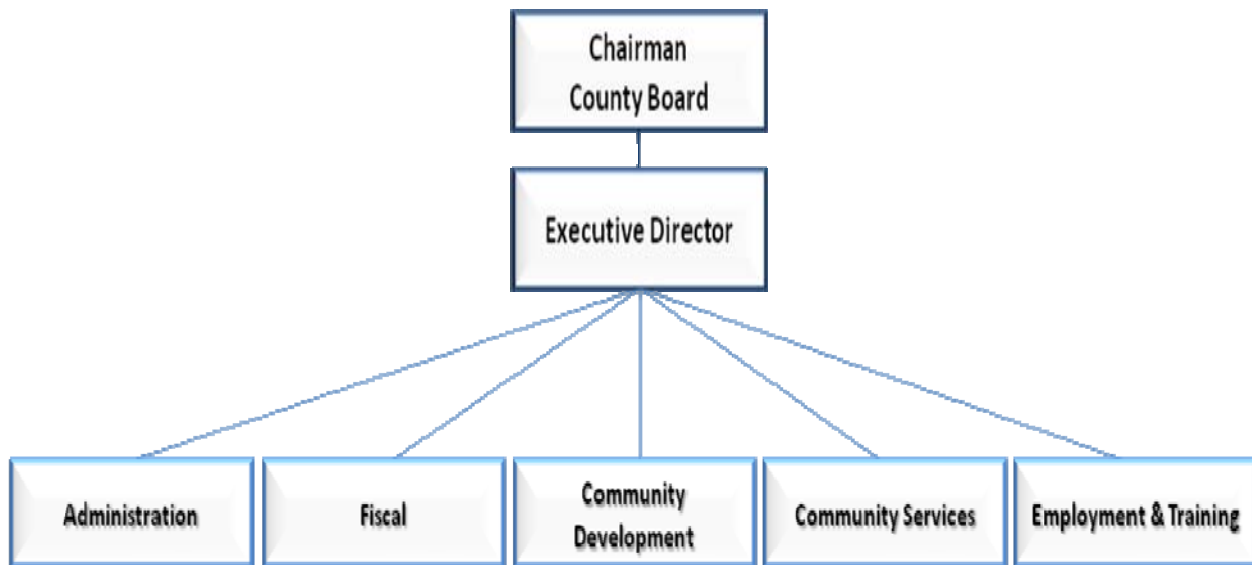 Chairman
County Board
Executive Director
Administration
Fiscal
Community
Development
Community Services
Employment & Training